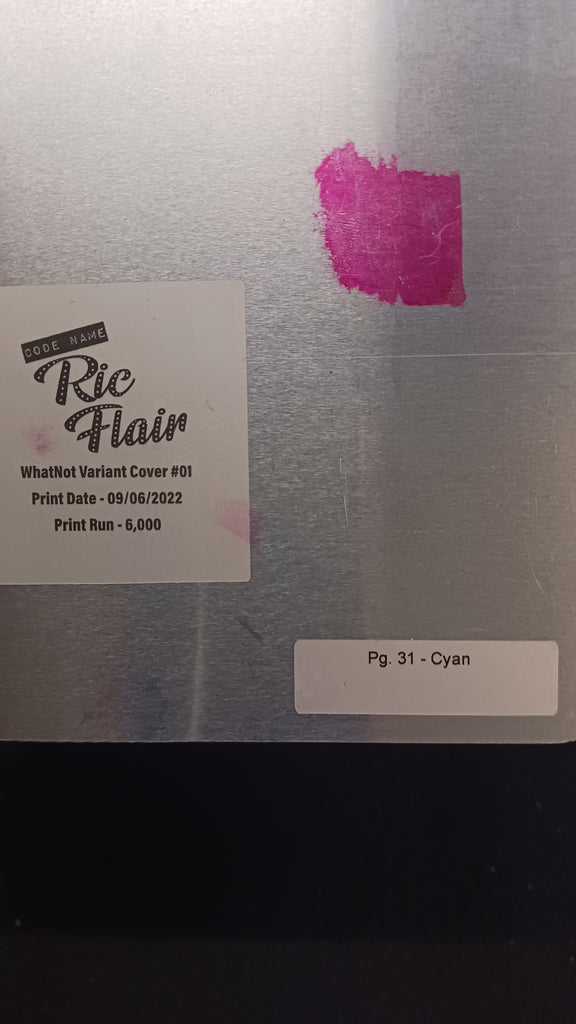 CODE NAME
Ric
Flair
WhatNot Variant Cover #01
Print Date - 09/06/2022
Print Run - 6,000
Pg. 31 - Cyan